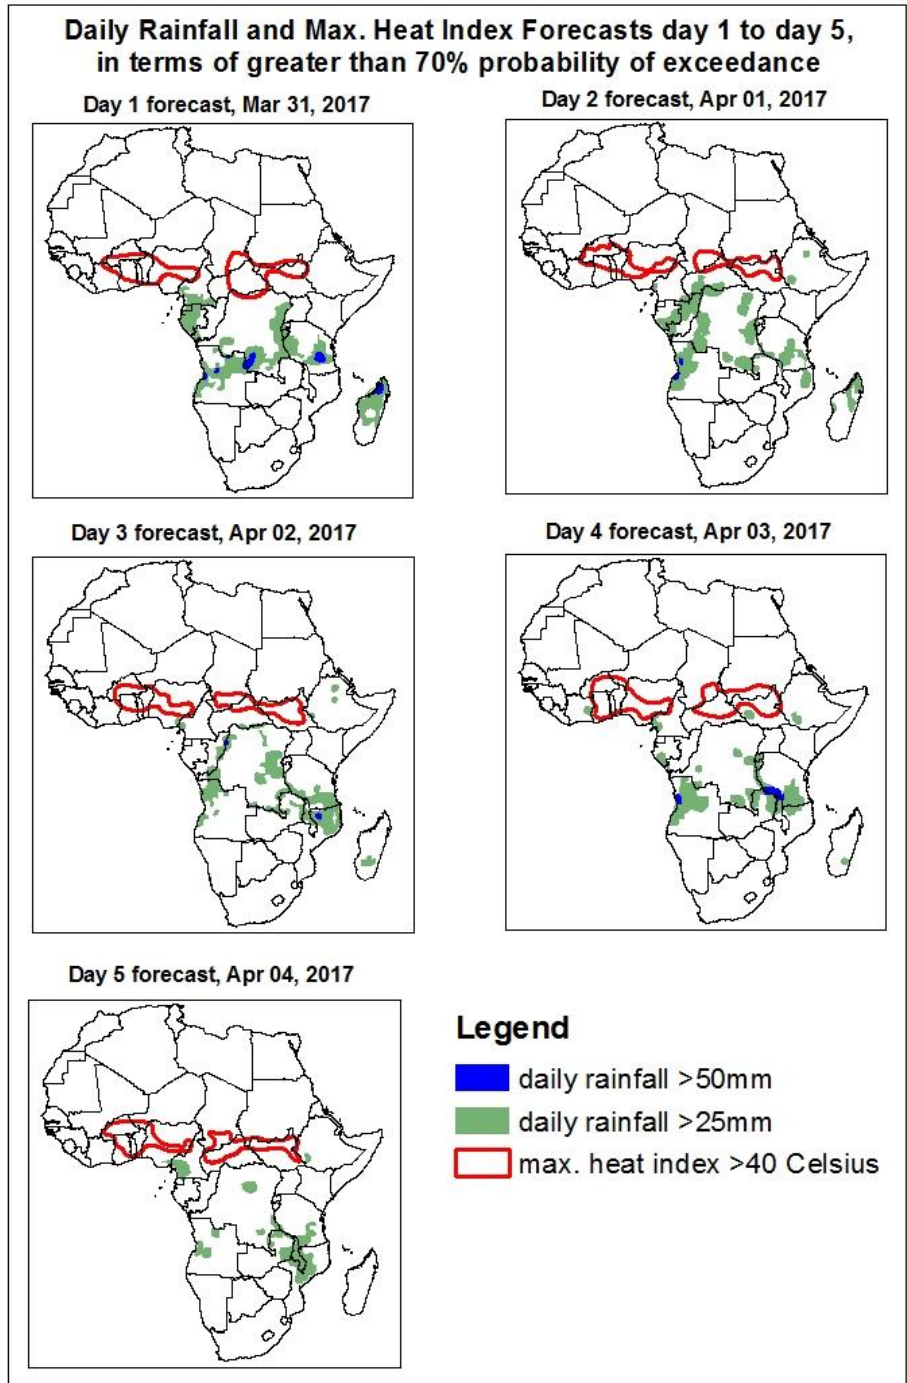 Daily Rainfall and Max. Heat Index Forecasts day 1 to day 5,
in terms of greater than 70% probability of exceedance
Day 1 forecast, Mar 31, 2017
Day 2 forecast, Apr 01, 2017
Day 3 forecast, Apr 02, 2017
Day 4 forecast, Apr 03, 2017
Day 5 forecast, Apr 04, 2017
Legend
daily rainfall >50mm
daily rainfall >25mm
max. heat index >40 Celsius